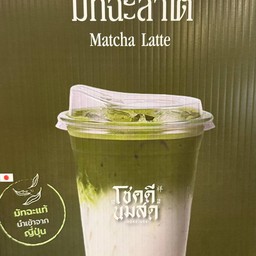 มัทฉะลาเต้
Matcha Latte
โชคดี
นมสด
มัทฉะแท้
นำเข้าจาก
ญี่ปุ่น